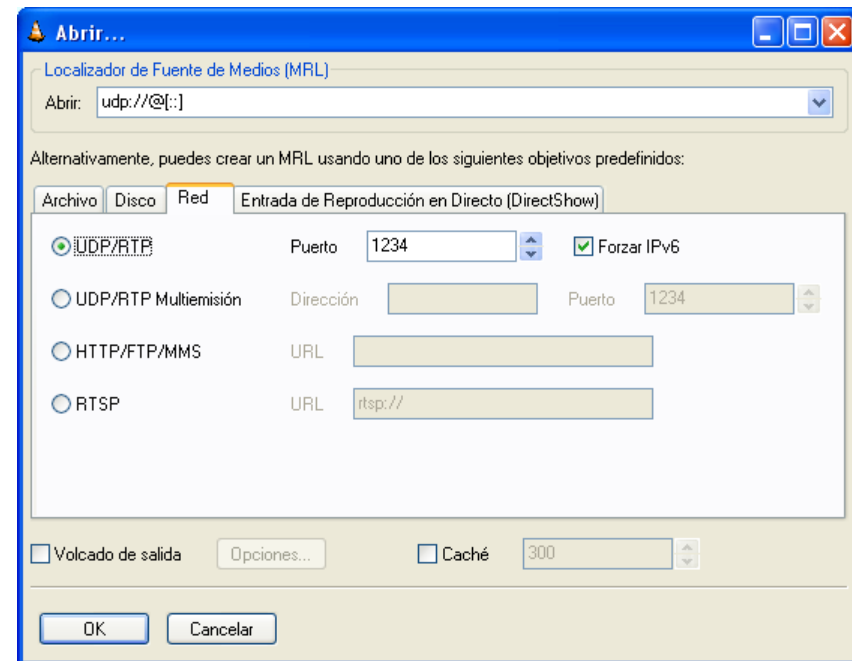 Abrir...
Localizador de Fuente de Medios (MRL)
Abrir: udp://@[::]
Alternativamente, puedes crear un MRL usando uno de los siguientes objetivos predefinidos:
Archivo Disco Red Entrada de Reproducción en Directo (DirectShow)
UDP/RTP Puerto 1234 Forzar IPv6
UDP/RTP Multiemisión Dirección Puerto 1234
HTTP/FTP/MMS URL
RTSP URL rtsp://
Volcado de salida Opciones... Caché 300
OK Cancelar